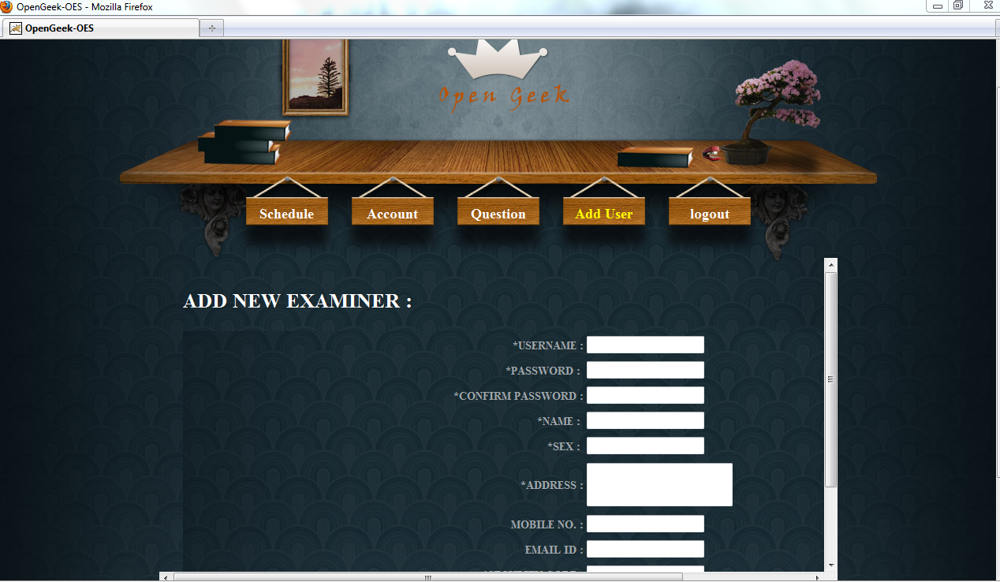 OpenGeek-OES - Mozilla Firefox
OpenGeek-OES
Open Geek
Schedule Account Question Add User logout
ADD NEW EXAMINER :
*USERNAME :
*PASSWORD :
*CONFIRM PASSWORD :
*NAME :
*SEX :
*ADDRESS :
MOBILE NO. :
EMAIL ID :